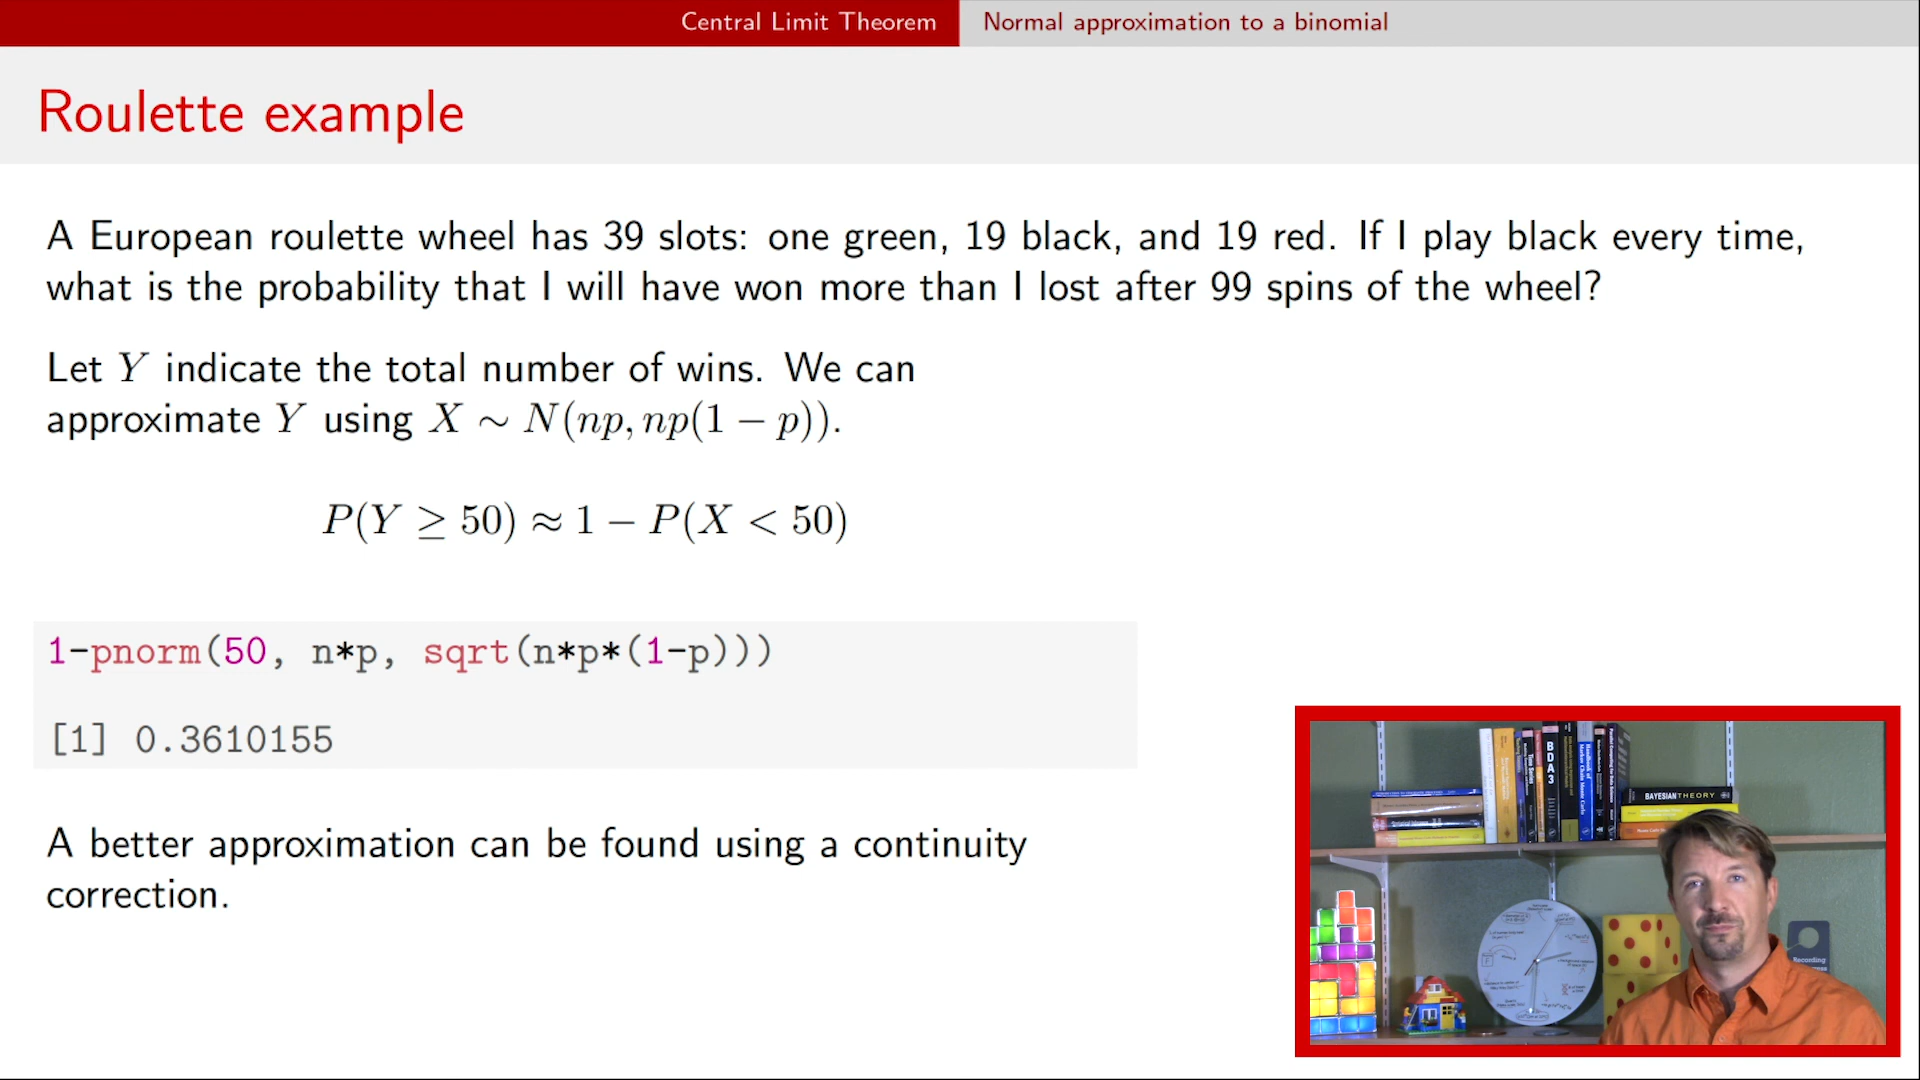 Central Limit Theorem Normal approximation to a binomial
Roulette example
A European roulette wheel has 39 slots: one green, 19 black, and 19 red. If I play black every time,
what is the probability that I will have won more than I lost after 99 spins of the wheel?
Let Y indicate the total number of wins. We can
approximate Y using X ∼ N(np, np(1 − p)).
P(Y ≥ 50) ≈ 1 − P(X < 50)
1-pnorm(50, n*p, sqrt(n*p*(1-p)))
[1] 0.3610155
A better approximation can be found using a continuity
correction.
BDA3
BAYESIAN THEORY
Time Series
Recording